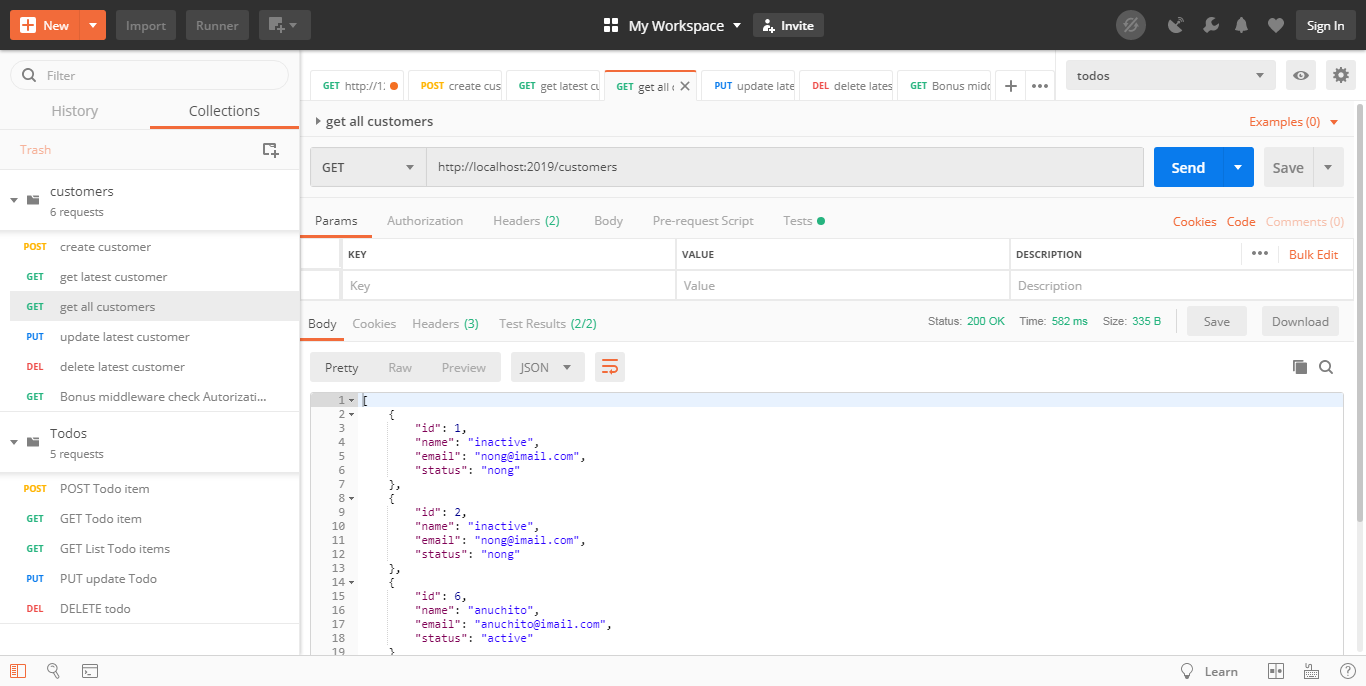 New Import Runner My Workspace Invite Sign In
Filter
History Collections
Trash
customers
6 requests
POST create customer
GET get latest customer
GET get all customers
PUT update latest customer
DEL delete latest customer
GET Bonus middleware check Autorizati...
Todos
5 requests
POST POST Todo item
GET GET Todo item
GET GET List Todo items
PUT PUT update Todo
DEL DELETE todo
GET http://1 POST create cus GET get latest cu GET get all PUT update late DEL delete lates GET Bonus mid + ••• todos
get all customers Examples (0)
GET http://localhost:2019/customers Send Save
Params Authorization Headers (2) Body Pre-request Script Tests Cookies Code Comments (0)
KEY VALUE DESCRIPTION ••• Bulk Edit
Key Value Description
Body Cookies Headers (3) Test Results (2/2) Status: 200 OK Time: 582 ms Size: 335 B Save Download
Pretty Raw Preview JSON
1 [
2 {
3 "id": 1,
4 "name": "inactive",
5 "email": "nong@imail.com",
6 "status": "nong"
7 },
8 {
9 "id": 2,
10 "name": "inactive",
11 "email": "nong@imail.com",
12 "status": "nong"
13 },
14 {
15 "id": 6,
16 "name": "anuchito",
17 "email": "anuchito@imail.com",
18 "status": "active"
19 }
Learn